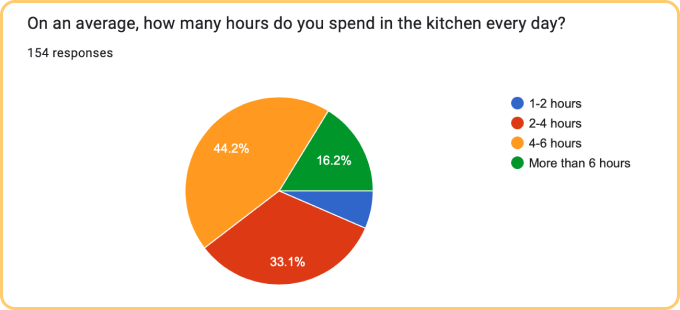 On an average, how many hours do you spend in the kitchen every day?
154 responses
1-2 hours
2-4 hours
4-6 hours
More than 6 hours
44.2%
16.2%
33.1%